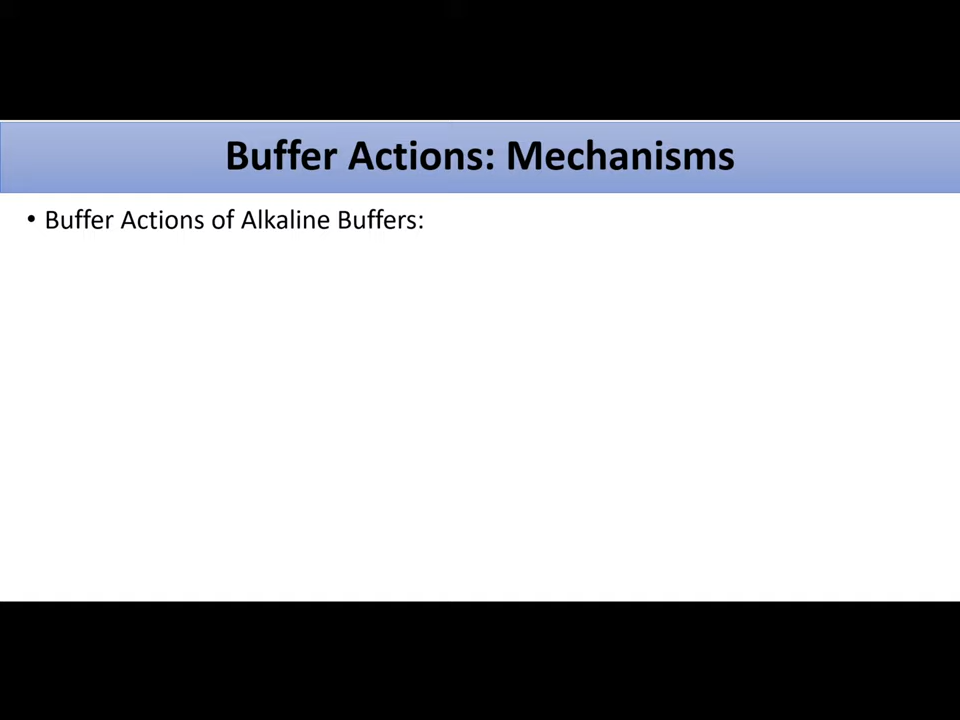 Buffer Actions: Mechanisms
• Buffer Actions of Alkaline Buffers: